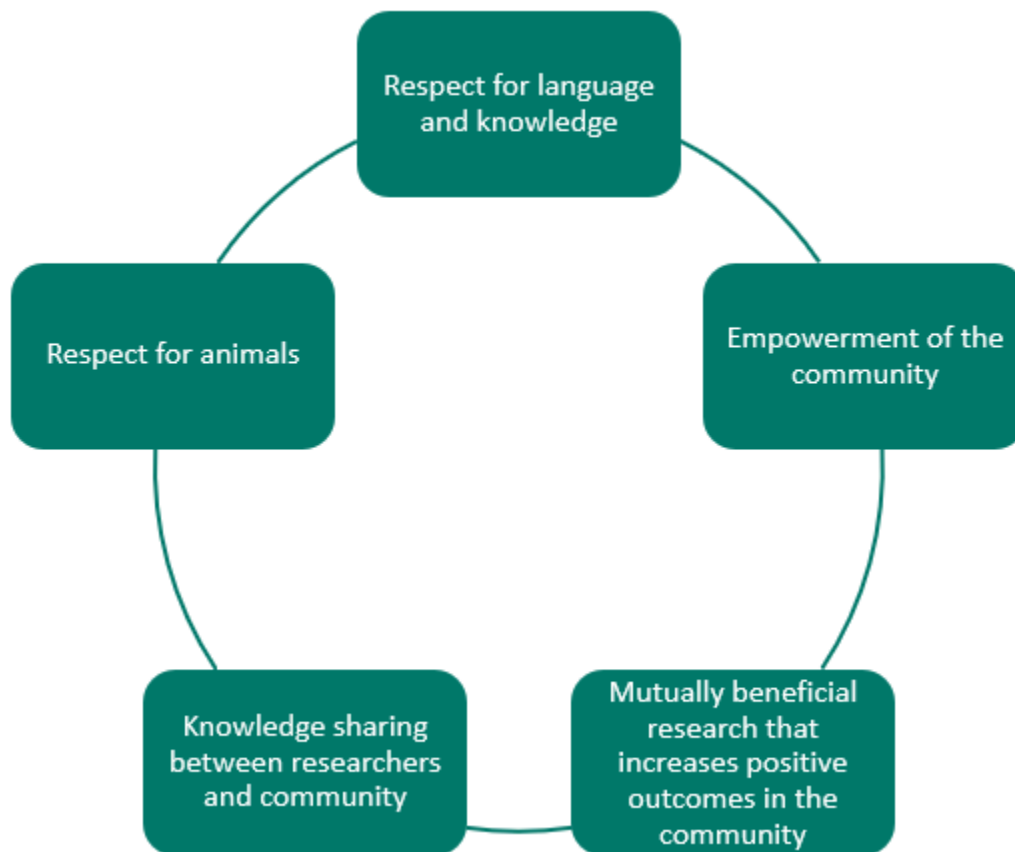 Respect for language
and knowledge
Empowerment of the
community
Mutually beneficial
research that
increases positive
outcomes in the
community
Knowledge sharing
between researchers
and community
Respect for animals